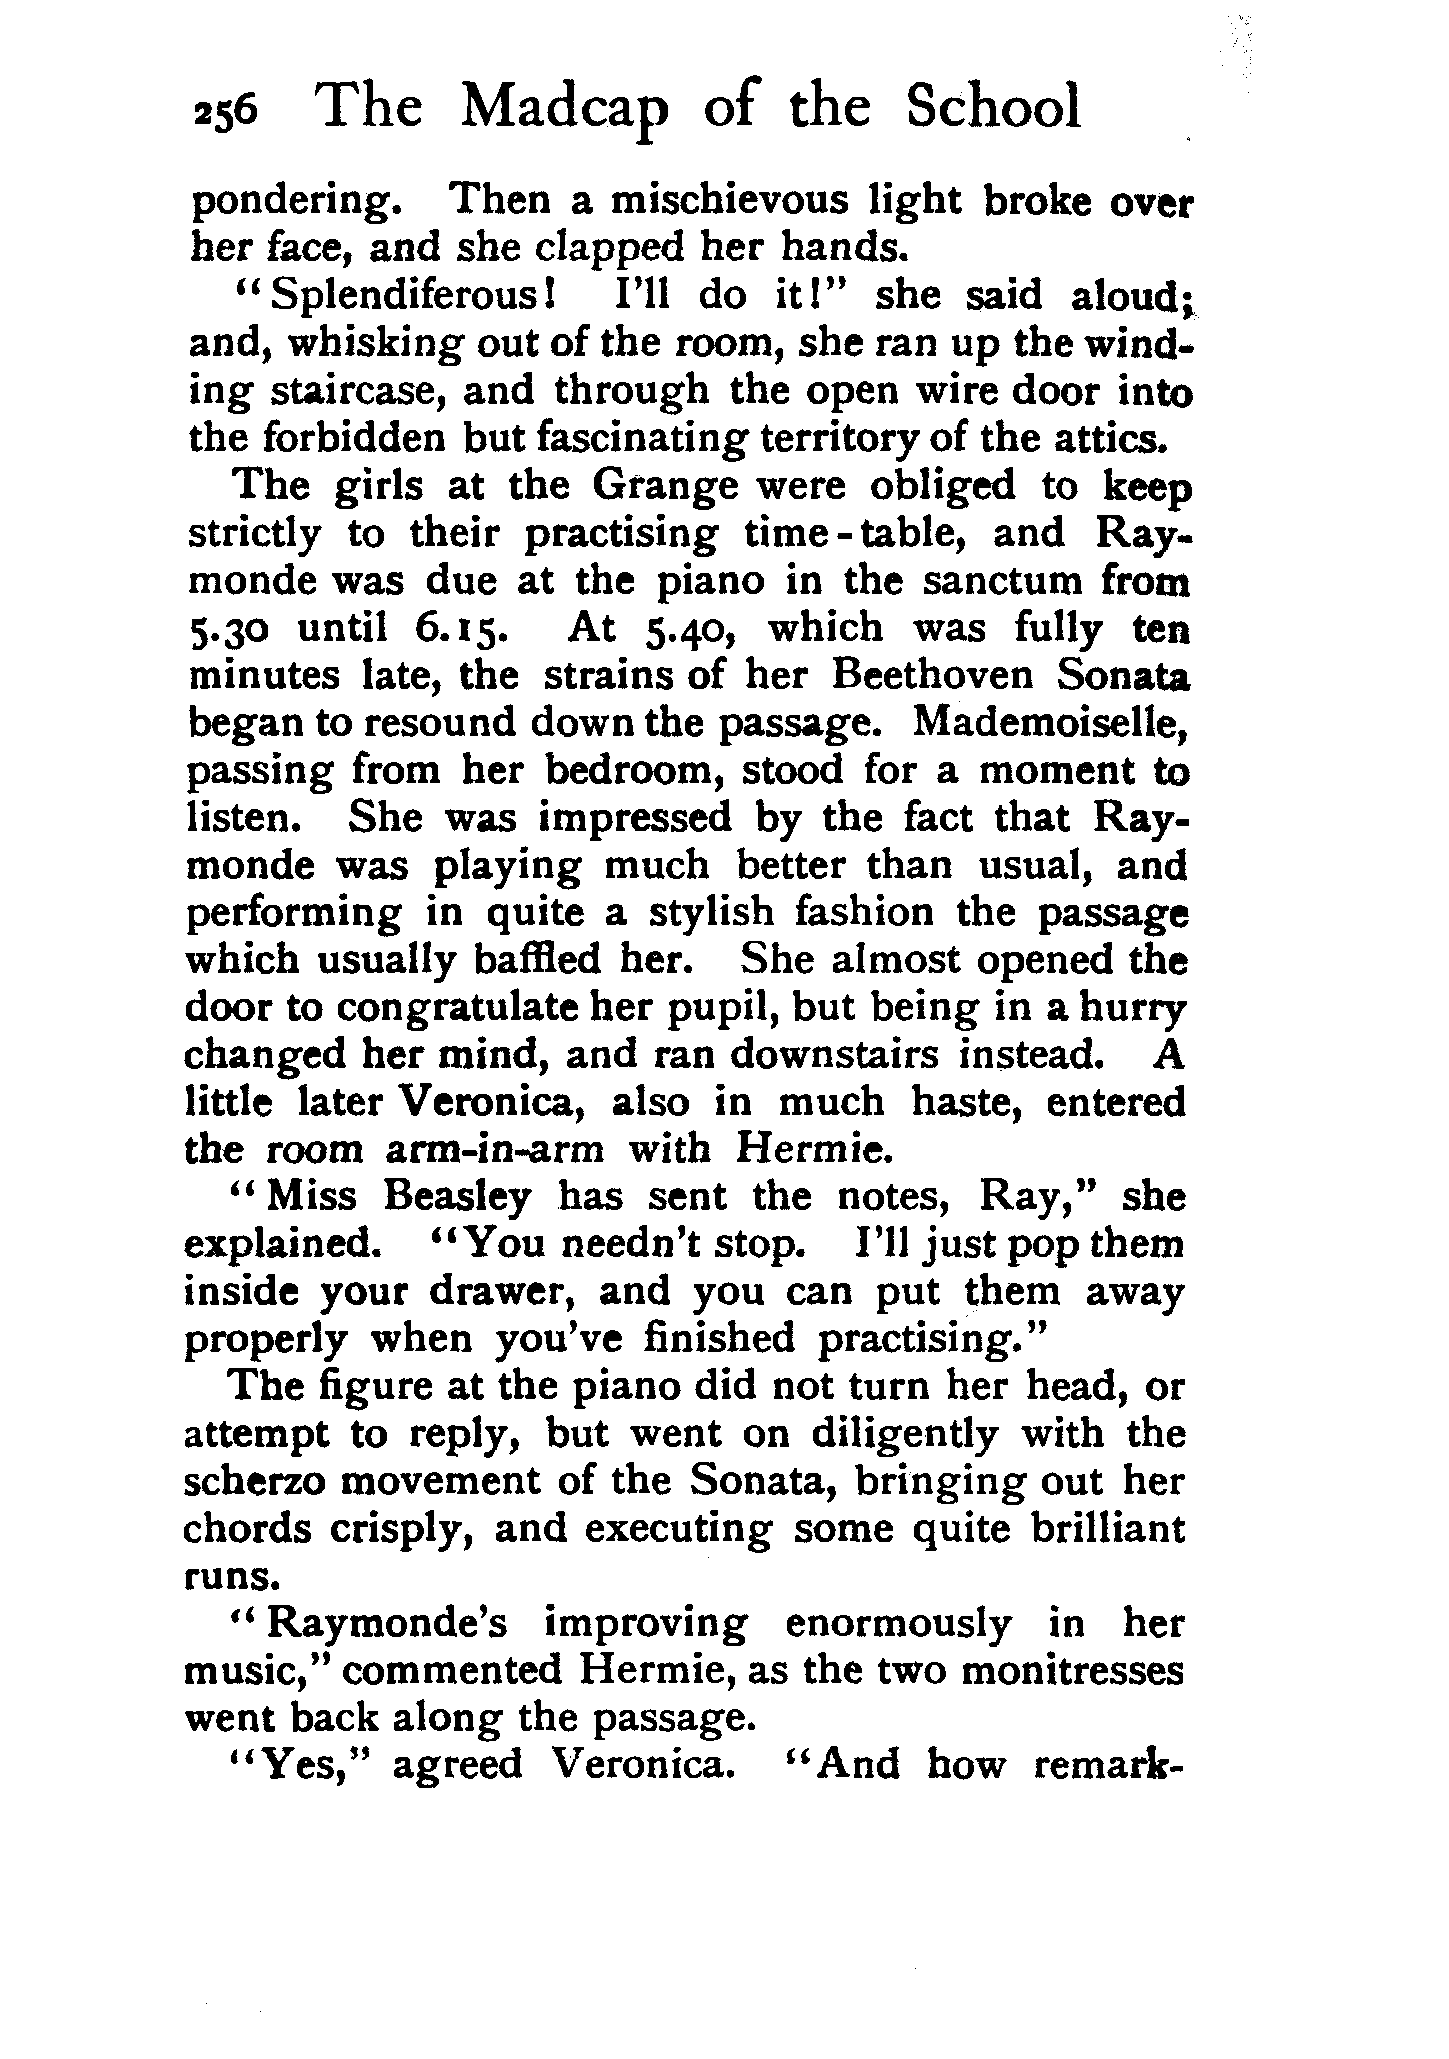 256 The Madcap of the School
pondering. Then a mischievous light broke over
her face, and she clapped her hands.
"Splendiferous! I'll do it!" she said aloud;
and, whisking out of the room, she ran up the wind-
ing staircase, and through the open wire door into
the forbidden but fascinating territory of the attics.
The girls at the Grange were obliged to keep
strictly to their practising time-table, and Ray-
monde was due at the piano in the sanctum from
5.30 until 6.15. At 5.40, which was fully ten
minutes late, the strains of her Beethoven Sonata
began to resound down the passage. Mademoiselle,
passing from her bedroom, stood for a moment to
listen. She was impressed by the fact that Ray-
monde was playing much better than usual, and
performing in quite a stylish fashion the passage
which usually baffled her. She almost opened the
door to congratulate her pupil, but being in a hurry
changed her mind, and ran downstairs instead. A
little later Veronica, also in much haste, entered
the room arm-in-arm with Hermie.
"Miss Beasley has sent the notes, Ray," she
explained. "You needn't stop. I'll just pop them
inside your drawer, and you can put them away
properly when you've finished practising."
The figure at the piano did not turn her head, or
attempt to reply, but went on diligently with the
scherzo movement of the Sonata, bringing out her
chords crisply, and executing some quite brilliant
runs.
"Raymonde's improving enormously in her
music," commented Hermie, as the two monitresses
went back along the passage.
"Yes," agreed Veronica. "And how remark-